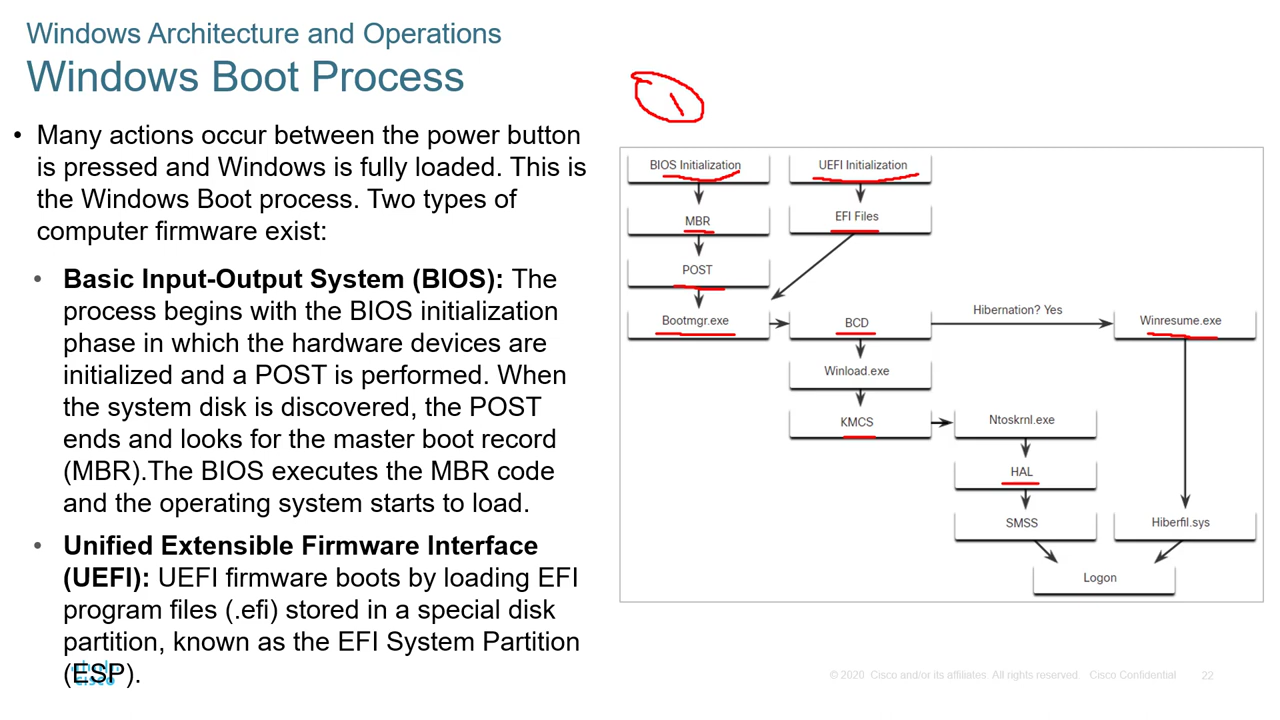 Windows Architecture and Operations
Windows Boot Process
• Many actions occur between the power button
is pressed and Windows is fully loaded. This is
the Windows Boot process. Two types of
computer firmware exist:
• Basic Input-Output System (BIOS): The
process begins with the BIOS initialization
phase in which the hardware devices are
initialized and a POST is performed. When
the system disk is discovered, the POST
ends and looks for the master boot record
(MBR).The BIOS executes the MBR code
and the operating system starts to load.
• Unified Extensible Firmware Interface
(UEFI): UEFI firmware boots by loading EFI
program files (.efi) stored in a special disk
partition, known as the EFI System Partition
(ESP).
cisco
BIOS Initialization
UEFI Initialization
MBR
EFI Files
POST
Bootmgr.exe
BCD
Hibernation? Yes
Winresume.exe
Winload.exe
KMCS
Ntoskrnl.exe
HAL
SMSS
Hiberfil.sys
Logon
© 2020 Cisco and/or its affiliates. All rights reserved. Cisco Confidential
22